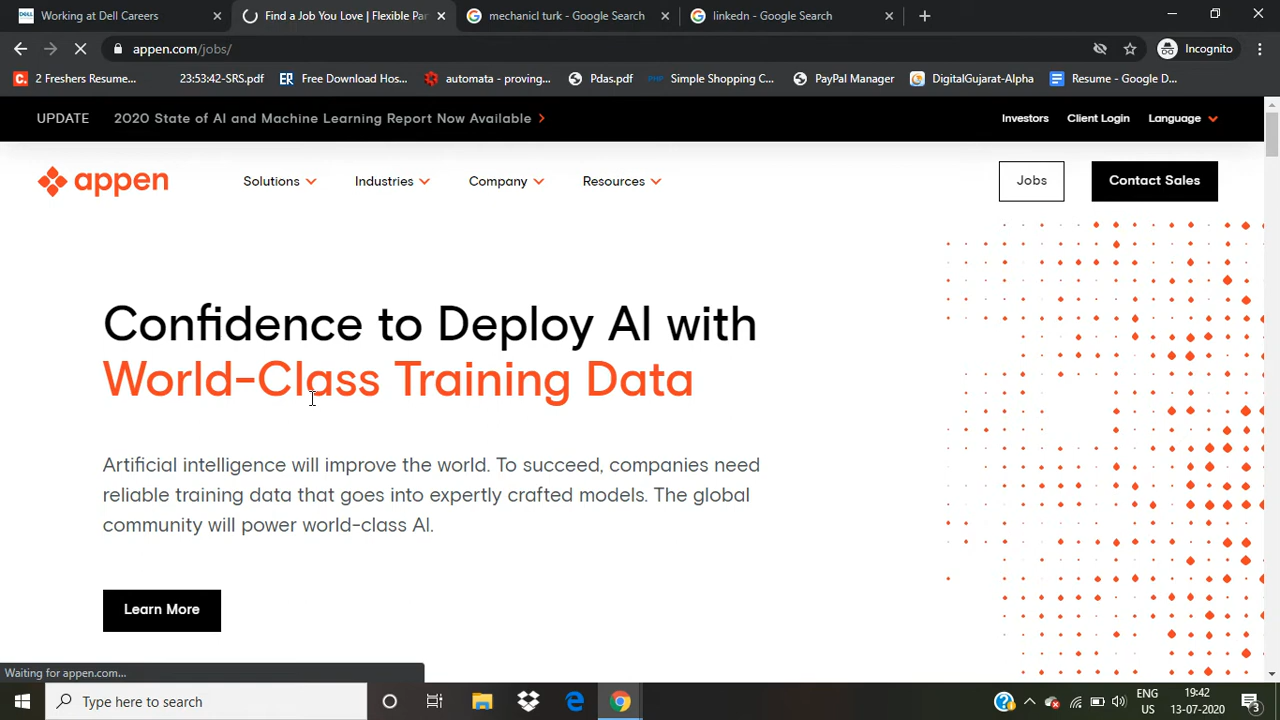 Working at Dell Careers
Find a Job You Love | Flexible Par
mechanicl turk - Google Search
linkedn - Google Search
appen.com/jobs/
Incognito
2 Freshers Resume...
23:53:42-SRS.pdf
Free Download Hos...
automata - proving...
Pdas.pdf
Simple Shopping C...
PayPal Manager
DigitalGujarat-Alpha
Resume - Google D...
UPDATE
2020 State of AI and Machine Learning Report Now Available
Investors
Client Login
Language
appen
Solutions
Industries
Company
Resources
Jobs
Contact Sales
Confidence to Deploy AI with
World-Class Training Data
Artificial intelligence will improve the world. To succeed, companies need
reliable training data that goes into expertly crafted models. The global
community will power world-class AI.
Learn More
Waiting for appen.com...
Type here to search
ENG
US
19:42
13-07-2020
3